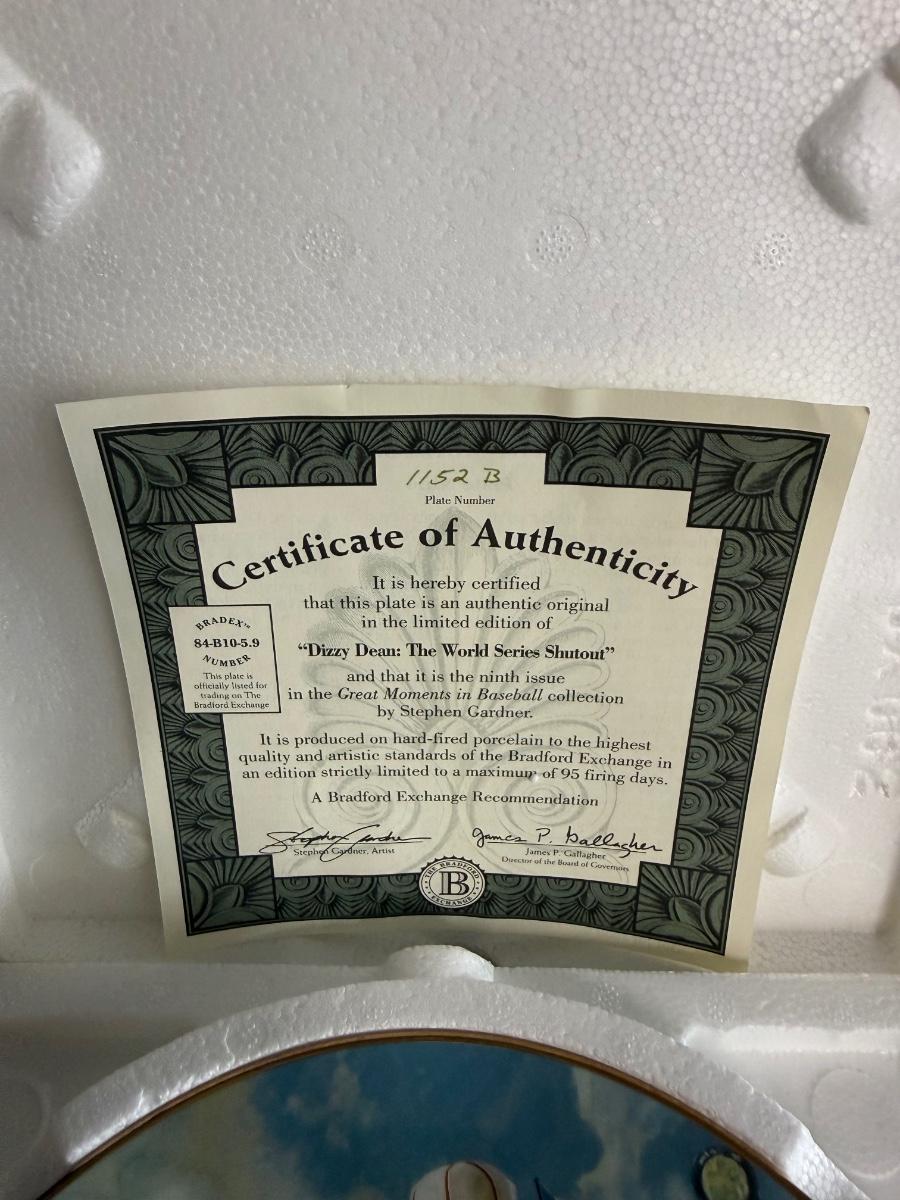 1152 B
Plate Number
Certificate of Authenticity
It is hereby certified
that this plate is an authentic original
in the limited edition of
"Dizzy Dean: The World Series Shutout"
and that it is the ninth issue
in the Great Moments in Baseball collection
by Stephen Gardner.
BRADEX™
84-B10-5.9
NUMBER
This plate is
officially listed for
trading on The
Bradford Exchange
It is produced on hard-fired porcelain to the highest
quality and artistic standards of the Bradford Exchange in
an edition strictly limited to a maximum of 95 firing days.
A Bradford Exchange Recommendation
Stephen Gardner
Stephen Gardner, Artist
James P. Gallagher
James P. Gallagher
Director of the Board of Governors
THE BRADFORD
B
EXCHANGE